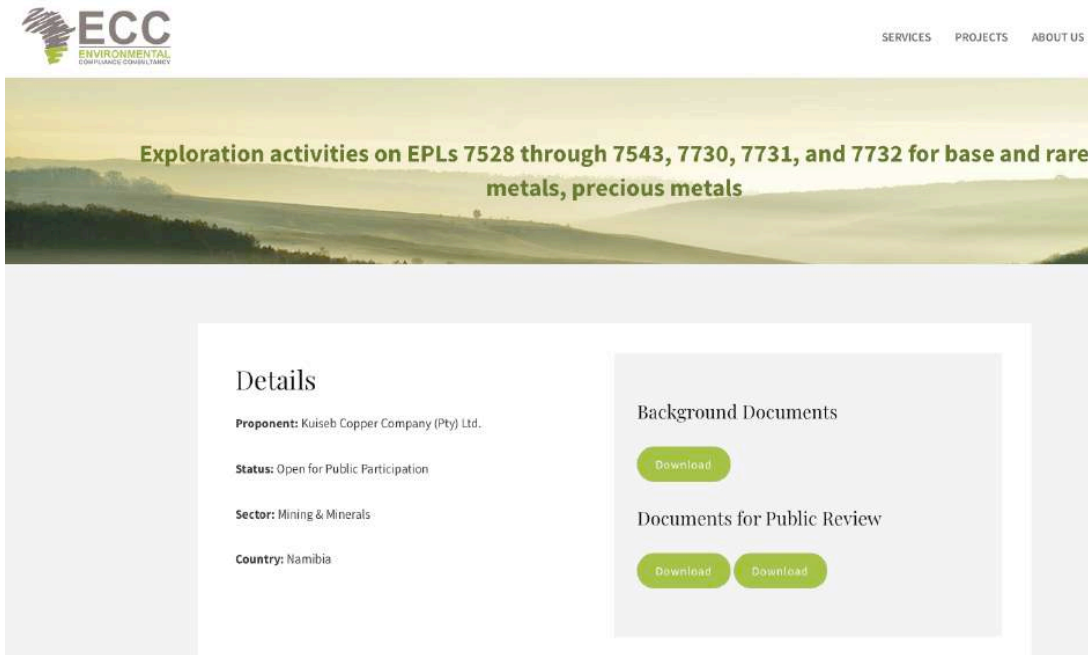 ECC
ENVIRONMENTAL
COMPLIANCE CONSULTANCY
SERVICES PROJECTS ABOUT US
Exploration activities on EPLs 7528 through 7543, 7730, 7731, and 7732 for base and rare
metals, precious metals
Details
Proponent: Kuiseb Copper Company (Pty) Ltd.
Status: Open for Public Participation
Sector: Mining & Minerals
Country: Namibia
Background Documents
Download
Documents for Public Review
Download Download